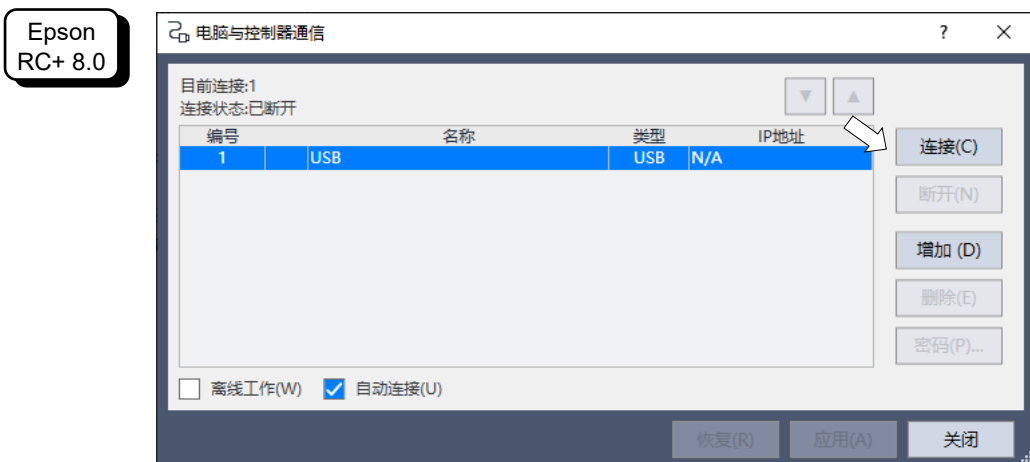 Epson
RC+ 8.0
电脑与控制器通信
?
目前连接:1
连接状态:已断开
编号 名称 类型 IP地址
1 USB USB N/A
连接(C)
断开(N)
增加 (D)
删除(E)
密码(P)...
离线工作(W) 自动连接(U)
恢复(R) 应用(A) 关闭